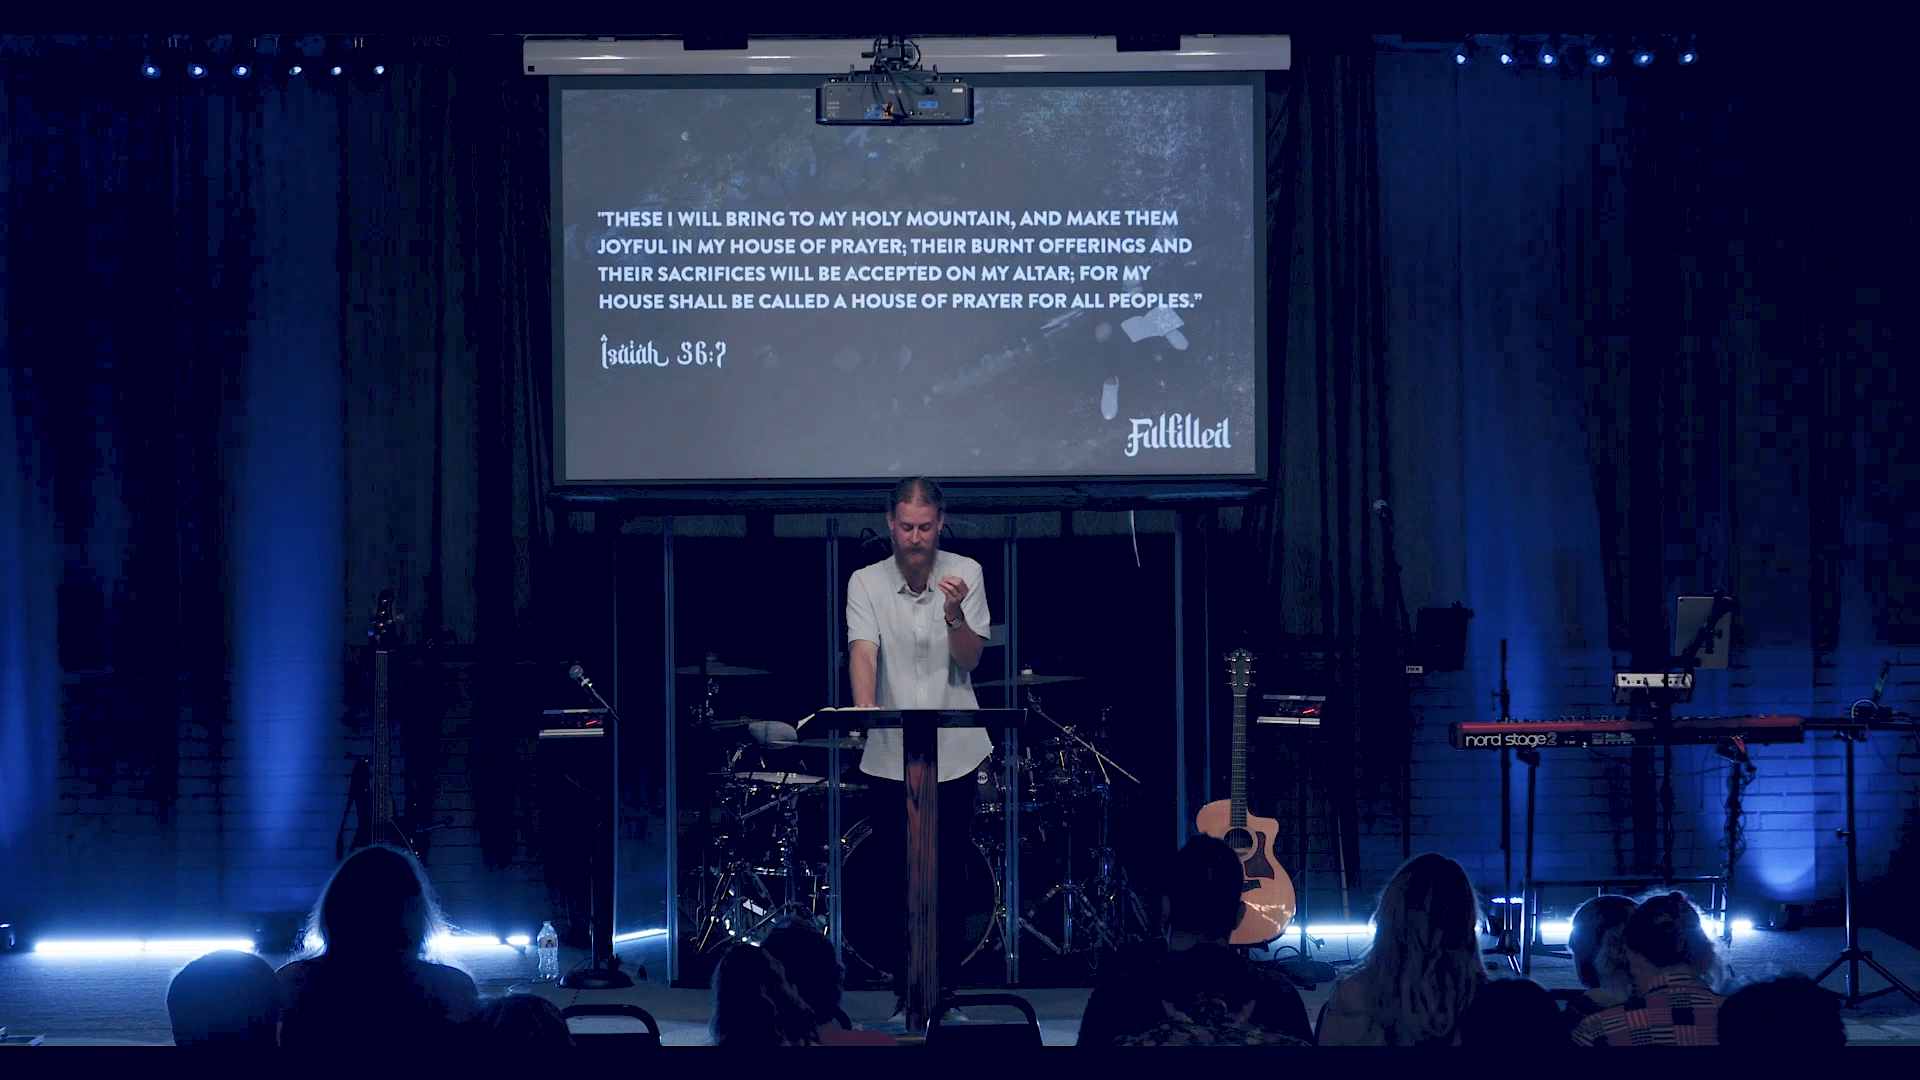 "THESE I WILL BRING TO MY HOLY MOUNTAIN, AND MAKE THEM
JOYFUL IN MY HOUSE OF PRAYER; THEIR BURNT OFFERINGS AND
THEIR SACRIFICES WILL BE ACCEPTED ON MY ALTAR; FOR MY
HOUSE SHALL BE CALLED A HOUSE OF PRAYER FOR ALL PEOPLES.”
Isaiah 56:7
Fulfilled
nord stage2